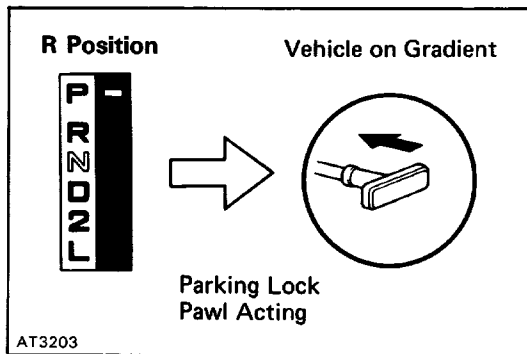 R Position
Vehicle on Gradient
P
R
N
D
2
L
Parking Lock
Pawl Acting
AT3203